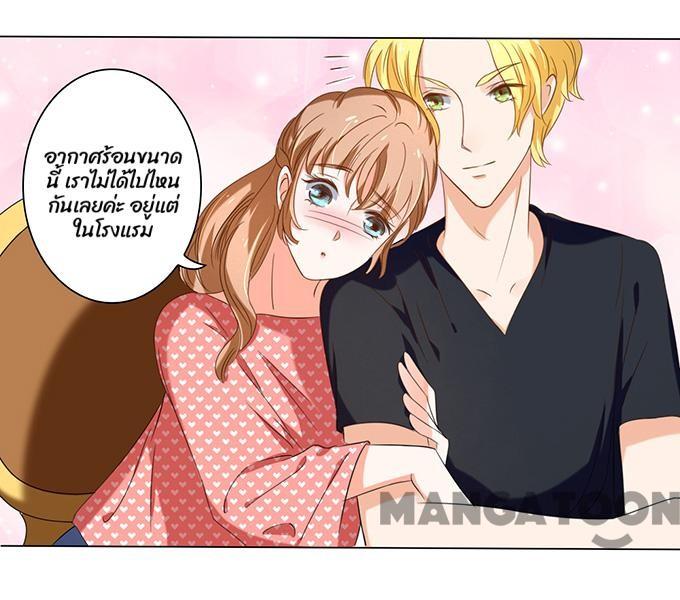 อากาศร้อนขนาด
นี้ เราไม่ได้ไปไหน
กันเลยค่ะ อยู่แต่
ในโรงแรม
MANGATOON